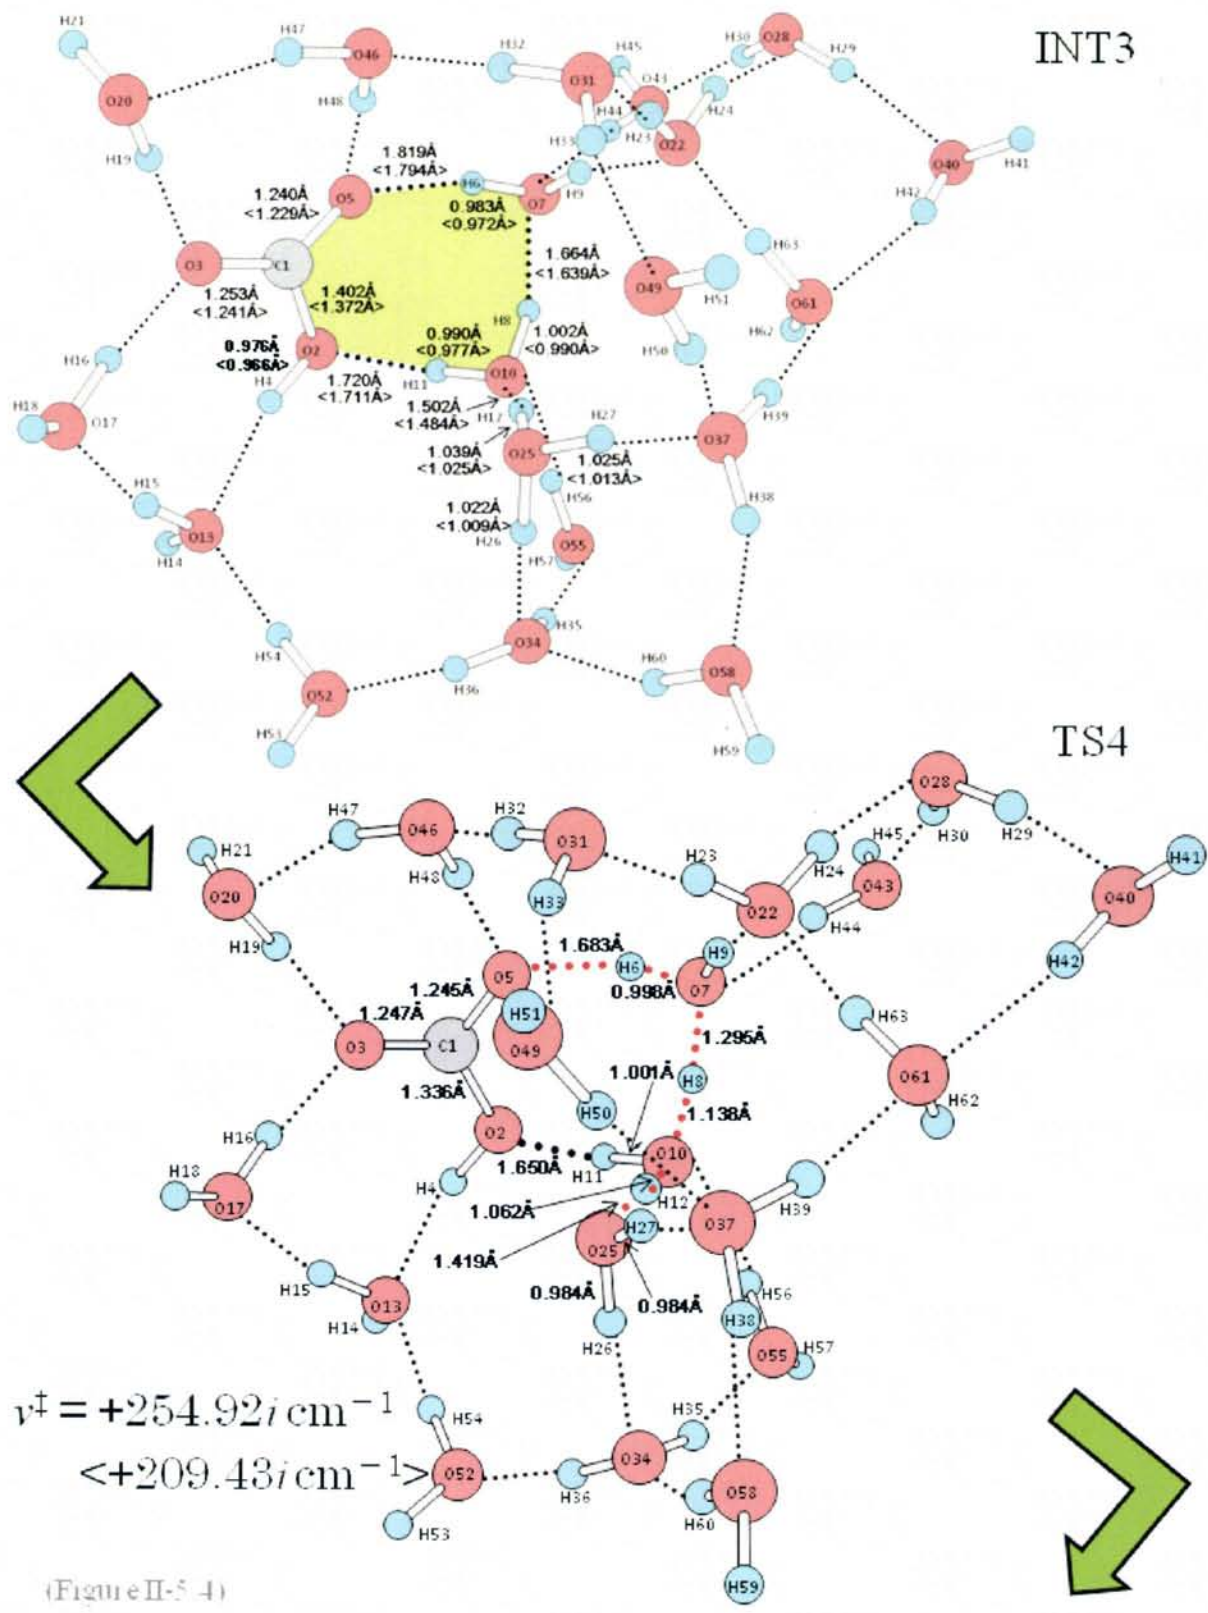 INT3
H21
H47
O46
H32
O31
H45
O43
H30
O28
H29
O20
H48
H44
H24
H33
H23
O22
O40
H41
H19
1.819Å
<1.794Å>
H6
O7
H9
H42
O5
1.240Å
<1.229Å>
0.983Å
<0.972Å>
H63
O3
C1
1.664Å
<1.639Å>
O49
H51
O61
1.253Å
<1.241Å>
1.402Å
<1.372Å>
H8
H62
0.976Å
<0.966Å>
O2
0.990Å
<0.977Å>
1.002Å
<0.990Å>
H50
H16
H4
1.720Å
<1.711Å>
H11
O10
H39
H18
O17
1.502Å
<1.484Å>
H12
H27
O37
1.039Å
<1.025Å>
O25
1.025Å
<1.013Å>
H15
H56
H38
1.022Å
<1.009Å>
O13
H14
H26
H57
O55
H35
O34
H54
H36
H60
O58
O52
H53
H59
TS4
O28
H47
O46
H32
O31
H45
H30
H29
H21
H48
H23
H24
O43
H41
O20
H33
O22
H44
O40
H19
1.683Å
H9
H6
H42
O5
0.998Å
O7
1.245Å
H51
H63
1.247Å
O3
C1
O49
1.295Å
1.001Å
H8
O61
1.336Å
H62
H50
1.138Å
O2
H16
O10
1.650Å
H11
H18
H4
O17
1.062Å
H12
H39
H27
O37
O25
1.419Å
H15
0.984Å
0.984Å
H56
O13
H14
H38
H26
O55
H57
ν‡ = +254.92i cm−1
H54
H35
<+209.43i cm−1>
O52
O34
H36
O58
H60
H53
H59
(Figure II-5.4)